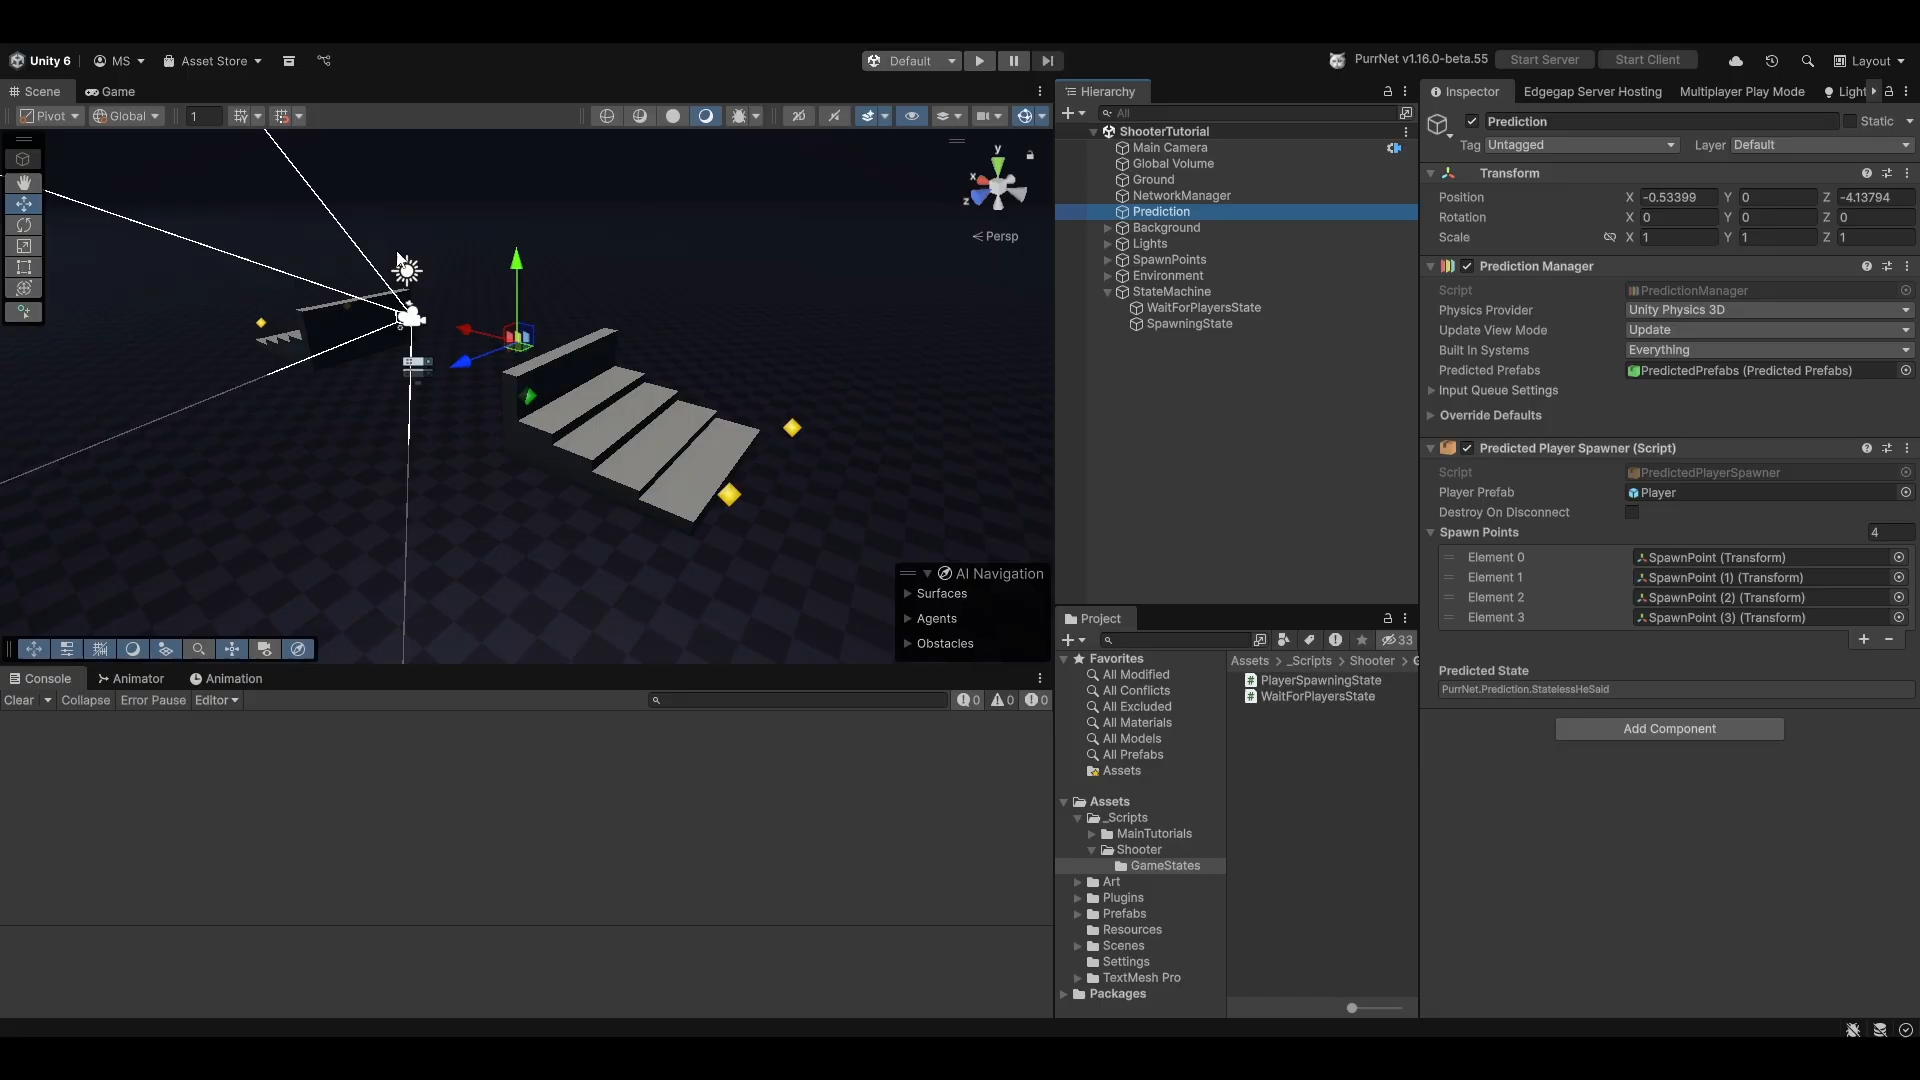 Unity 6 MS Asset Store Default PurrNet v1.16.0-beta.55 Start Server Start Client Layout
Scene Game
Pivot Global 1 2D
y
x
z
Persp
AI Navigation
Surfaces
Agents
Obstacles
Console Animator Animation
Clear Collapse Error Pause Editor 0 0 0
Hierarchy
All
ShooterTutorial
Main Camera
Global Volume
Ground
NetworkManager
Prediction
Background
Lights
SpawnPoints
Environment
StateMachine
WaitForPlayersState
SpawningState
Project
33
Favorites
All Modified
All Conflicts
All Excluded
All Materials
All Models
All Prefabs
Assets
Assets
_Scripts
MainTutorials
Shooter
GameStates
Art
Plugins
Prefabs
Resources
Scenes
Settings
TextMesh Pro
Packages
Assets > _Scripts > Shooter > G
PlayerSpawningState
WaitForPlayersState
Inspector Edgegap Server Hosting Multiplayer Play Mode Light
Prediction Static
Tag Untagged Layer Default
Transform
Position X -0.53399 Y 0 Z -4.13794
Rotation X 0 Y 0 Z 0
Scale X 1 Y 1 Z 1
Prediction Manager
Script PredictionManager
Physics Provider Unity Physics 3D
Update View Mode Update
Built In Systems Everything
Predicted Prefabs PredictedPrefabs (Predicted Prefabs)
Input Queue Settings
Override Defaults
Predicted Player Spawner (Script)
Script PredictedPlayerSpawner
Player Prefab Player
Destroy On Disconnect
Spawn Points 4
Element 0 SpawnPoint (Transform)
Element 1 SpawnPoint (1) (Transform)
Element 2 SpawnPoint (2) (Transform)
Element 3 SpawnPoint (3) (Transform)
+ −
Predicted State
PurrNet.Prediction.StatelessHeSaid
Add Component